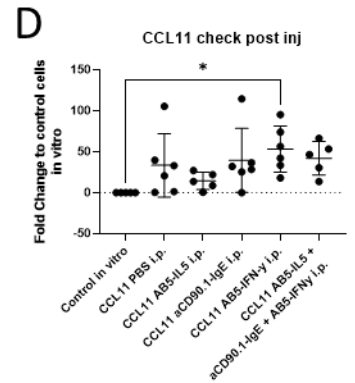 D
CCL11 check post inj
*
Fold Change to control cells
in vitro
150
100
50
0
-50
Control in vitro
CCL11 PBS i.p.
CCL11 AB5-IL5 i.p.
CCL11 aCD90.1-IgE i.p.
CCL11 AB5-IFN-y i.p.
CCL11 AB5-IL5 +
aCD90.1-IgE + AB5-IFNy i.p.